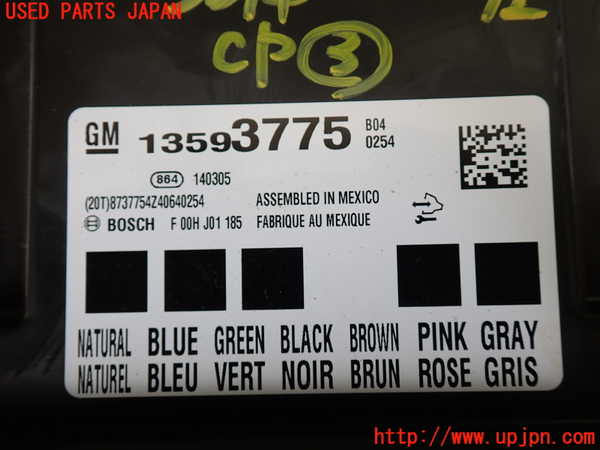 USED PARTS JAPAN
CP ③
GM 13593775 B04
0254
864 140305
(20T)8737754Z40640254 ASSEMBLED IN MEXICO
BOSCH F 00H J01 185 FABRIQUE AU MEXIQUE
NATURAL BLUE GREEN BLACK BROWN PINK GRAY
NATUREL BLEU VERT NOIR BRUN ROSE GRIS
http://www.upjpn.com/